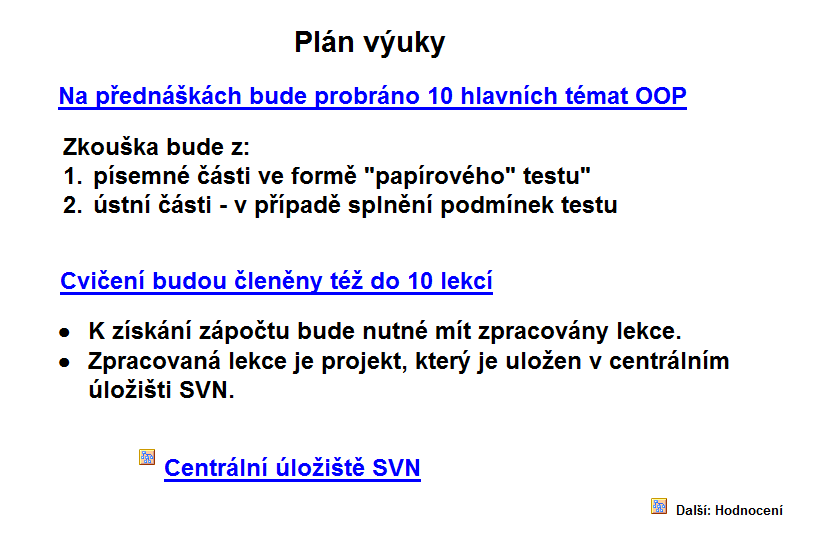 Plán výuky
Na přednáškách bude probráno 10 hlavních témat OOP
Zkouška bude z:
1. písemné části ve formě "papírového" testu"
2. ústní části - v případě splnění podmínek testu
Cvičení budou členěny též do 10 lekcí
● K získání zápočtu bude nutné mít zpracovány lekce.
● Zpracovaná lekce je projekt, který je uložen v centrálním
úložišti SVN.
Centrální úložiště SVN
Další: Hodnocení